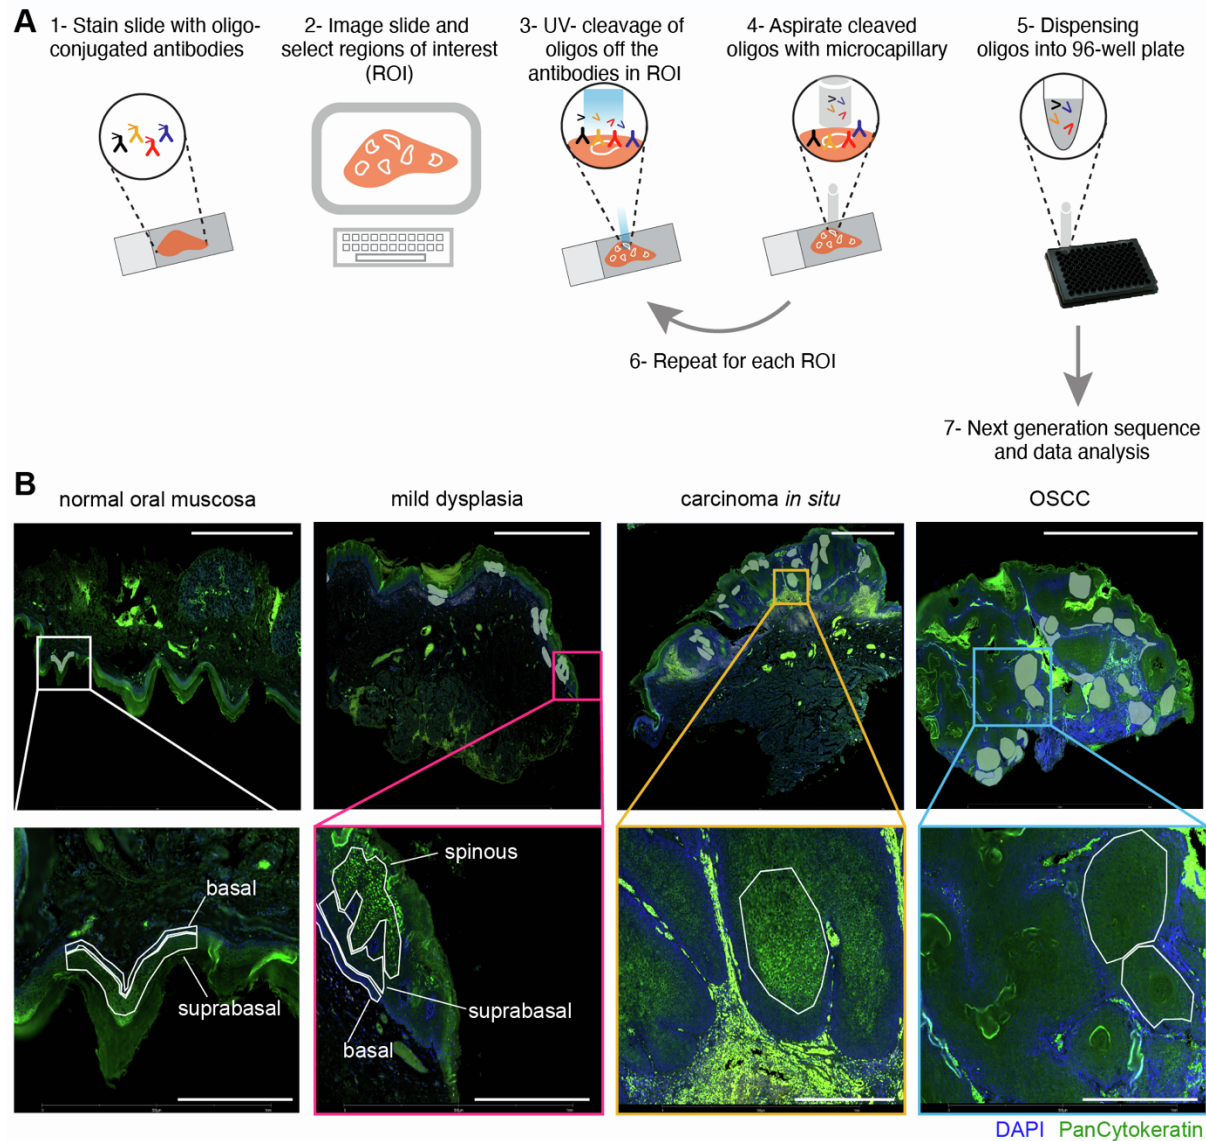 A
1- Stain slide with oligo-
conjugated antibodies
2- Image slide and
select regions of interest
(ROI)
3- UV- cleavage of
oligos off the
antibodies in ROI
4- Aspirate cleaved
oligos with microcapillary
5- Dispensing
oligos into 96-well plate
6- Repeat for each ROI
7- Next generation sequence
and data analysis
B
normal oral muscosa
mild dysplasia
carcinoma in situ
OSCC
basal
suprabasal
spinous
suprabasal
basal
DAPI PanCytokeratin